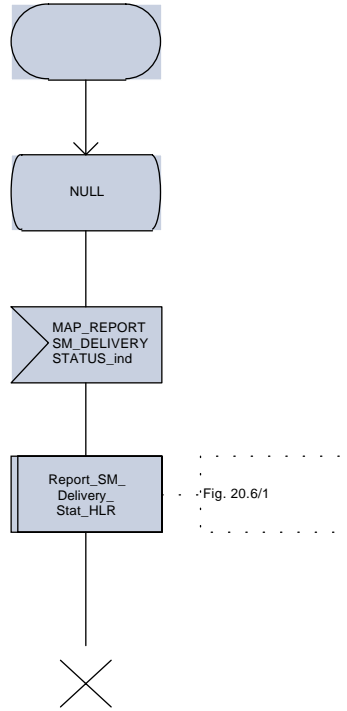 NULL
MAP_REPORT
SM_DELIVERY
STATUS_ind
Report_SM_
Delivery_
Stat_HLR
Fig. 20.6/1